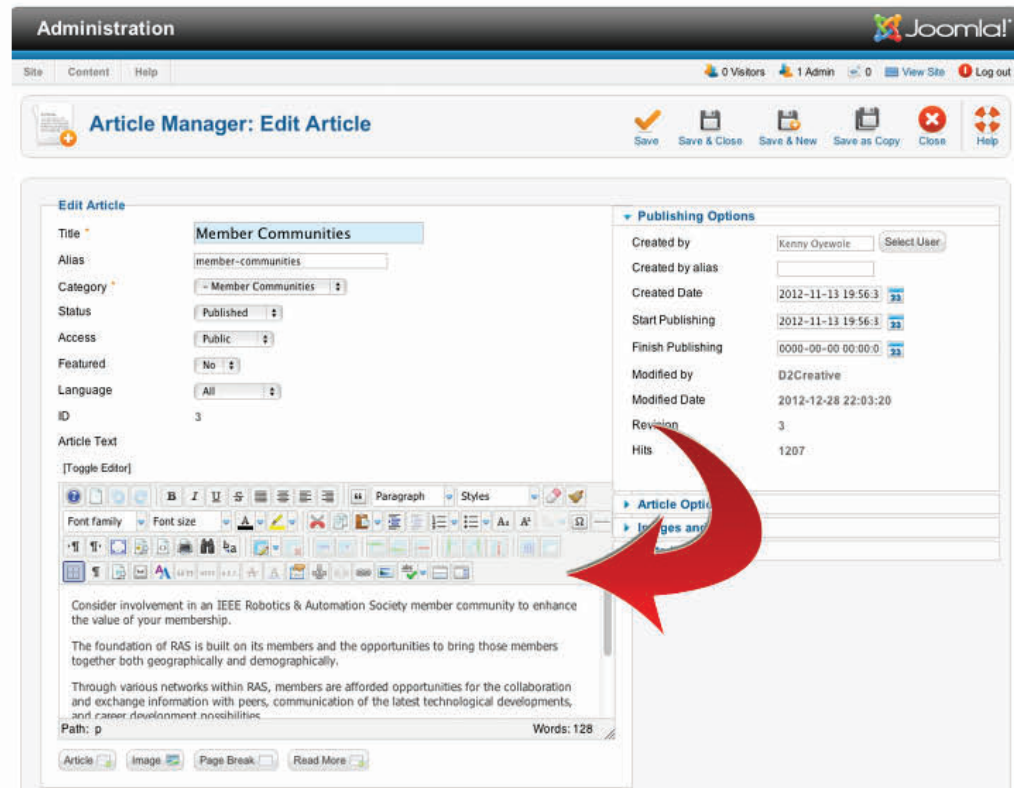 Administration
Joomla!
Site Content Help
0 Visitors 1 Admin 0 View Site Log out
Article Manager: Edit Article
Save Save & Close Save & New Save as Copy Close Help
Edit Article
Title *
Member Communities
Alias
member-communities
Category *
- Member Communities
Status
Published
Access
Public
Featured
No
Language
All
ID
3
Article Text
[Toggle Editor]
B I U S Paragraph Styles
Font family Font size
Consider involvement in an IEEE Robotics & Automation Society member community to enhance
the value of your membership.
The foundation of RAS is built on its members and the opportunities to bring those members
together both geographically and demographically.
Through various networks within RAS, members are afforded opportunities for the collaboration
and exchange information with peers, communication of the latest technological developments,
and career development possibilities
Path: p
Words: 128
Article Image Page Break Read More
Publishing Options
Created by
Kenny Oyewole
Select User
Created by alias
Created Date
2012-11-13 19:56:3
Start Publishing
2012-11-13 19:56:3
Finish Publishing
0000-00-00 00:00:0
Modified by
D2Creative
Modified Date
2012-12-28 22:03:20
Revision
3
Hits
1207
Article